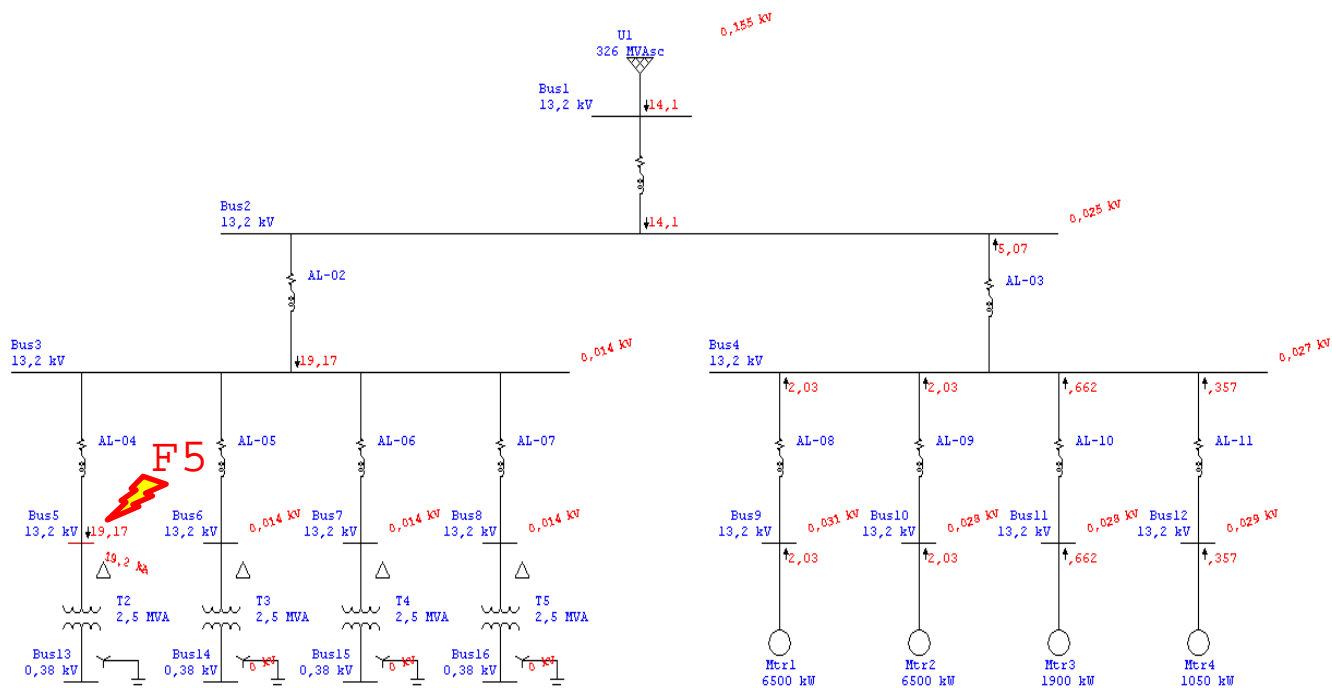 0,155 kV
U1
326 MVAsc
Bus1
13,2 kV
14,1
Bus2
13,2 kV
14,1
0,025 kV
5,07
AL-02
AL-03
Bus3
13,2 kV
19,17
0,014 kV
Bus4
13,2 kV
0,027 kV
2,03
2,03
,662
,357
AL-04
AL-05
AL-06
AL-07
AL-08
AL-09
AL-10
AL-11
F5
Bus5
13,2 kV
19,17
19,2 kA
Bus6
13,2 kV
0,014 kV
Bus7
13,2 kV
0,014 kV
Bus8
13,2 kV
0,014 kV
Bus9
13,2 kV
0,031 kV
2,03
Bus10
13,2 kV
0,028 kV
2,03
Bus11
13,2 kV
0,028 kV
,662
Bus12
13,2 kV
0,029 kV
,357
T2
2,5 MVA
T3
2,5 MVA
T4
2,5 MVA
T5
2,5 MVA
Bus13
0,38 kV
Bus14
0,38 kV
0 kV
Bus15
0,38 kV
0 kV
Bus16
0,38 kV
0 kV
Mtr1
6500 kW
Mtr2
6500 kW
Mtr3
1900 kW
Mtr4
1050 kW